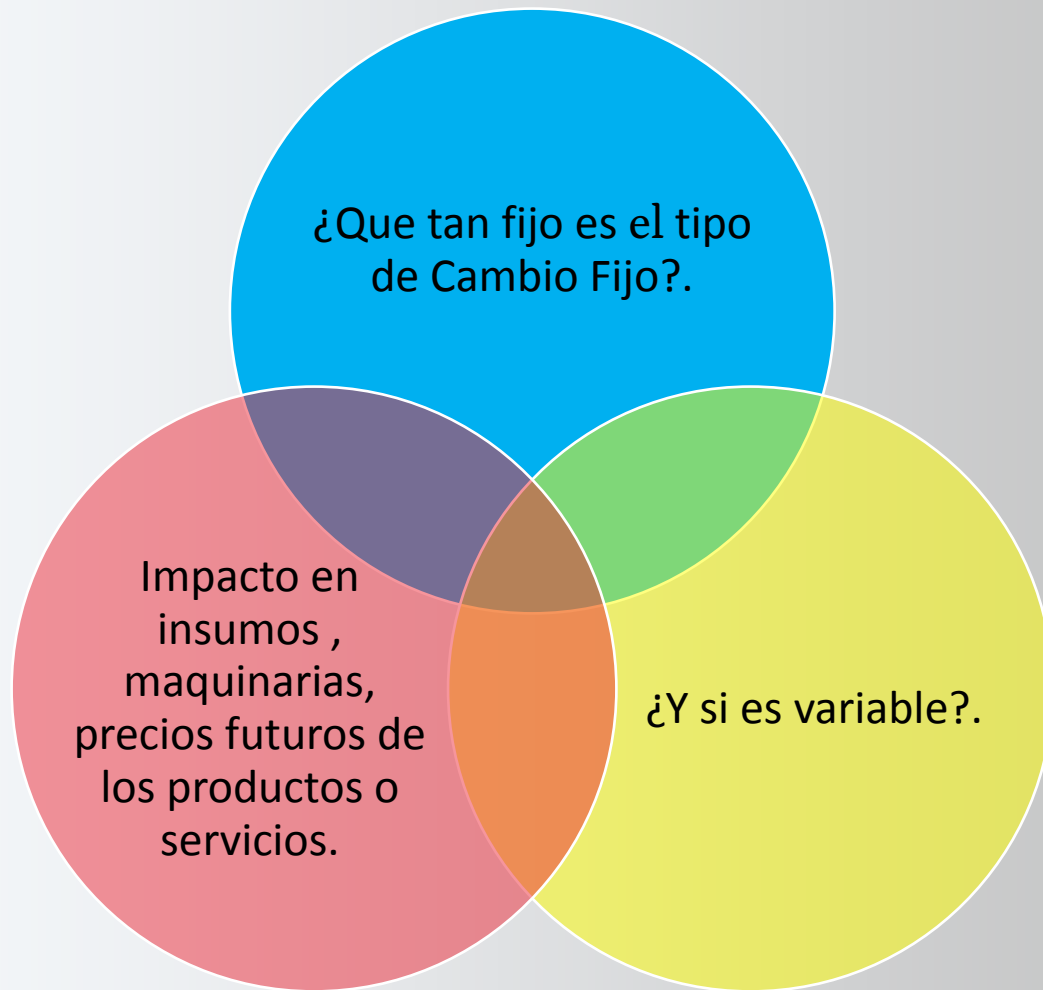 ¿Que tan fijo es el tipo
de Cambio Fijo?.
Impacto en
insumos ,
maquinarias,
precios futuros de
los productos o
servicios.
¿Y si es variable?.